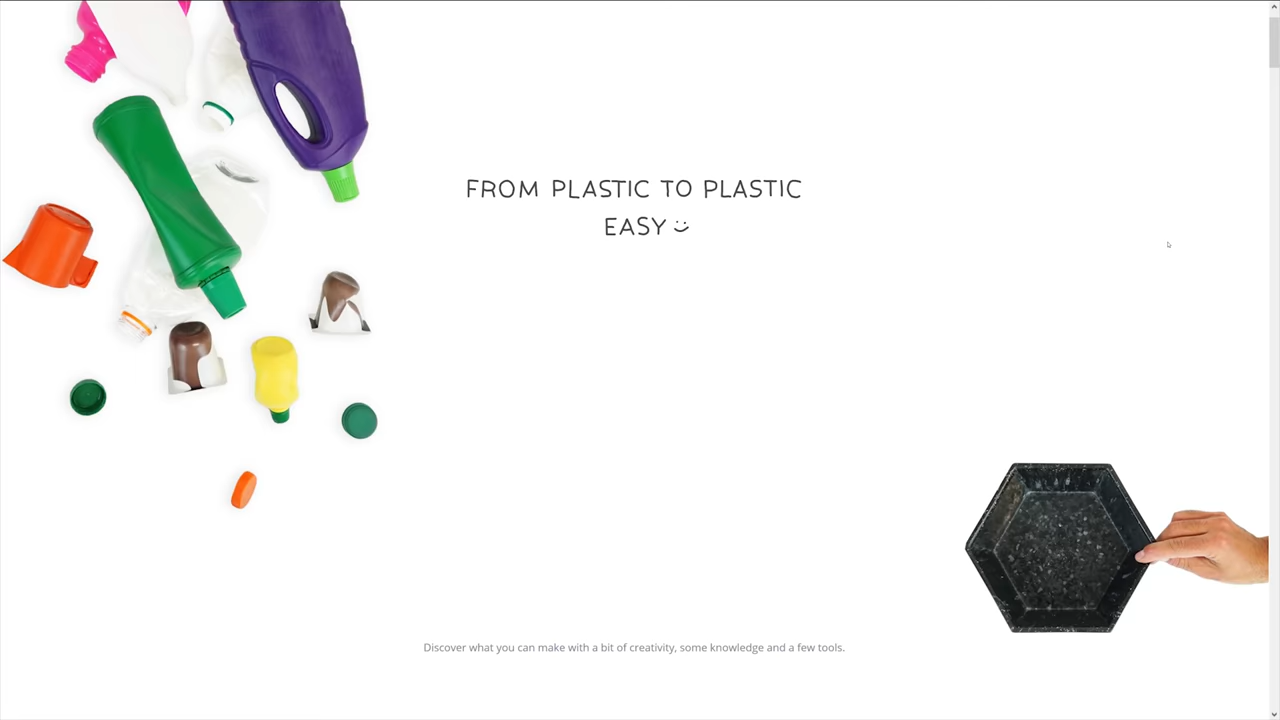 FROM PLASTIC TO PLASTIC
EASY
Discover what you can make with a bit of creativity, some knowledge and a few tools.